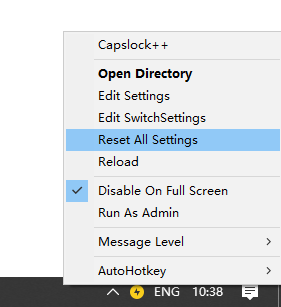 Capslock++
Open Directory
Edit Settings
Edit SwitchSettings
Reset All Settings
Reload
Disable On Full Screen
Run As Admin
Message Level
AutoHotkey
ENG 10:38